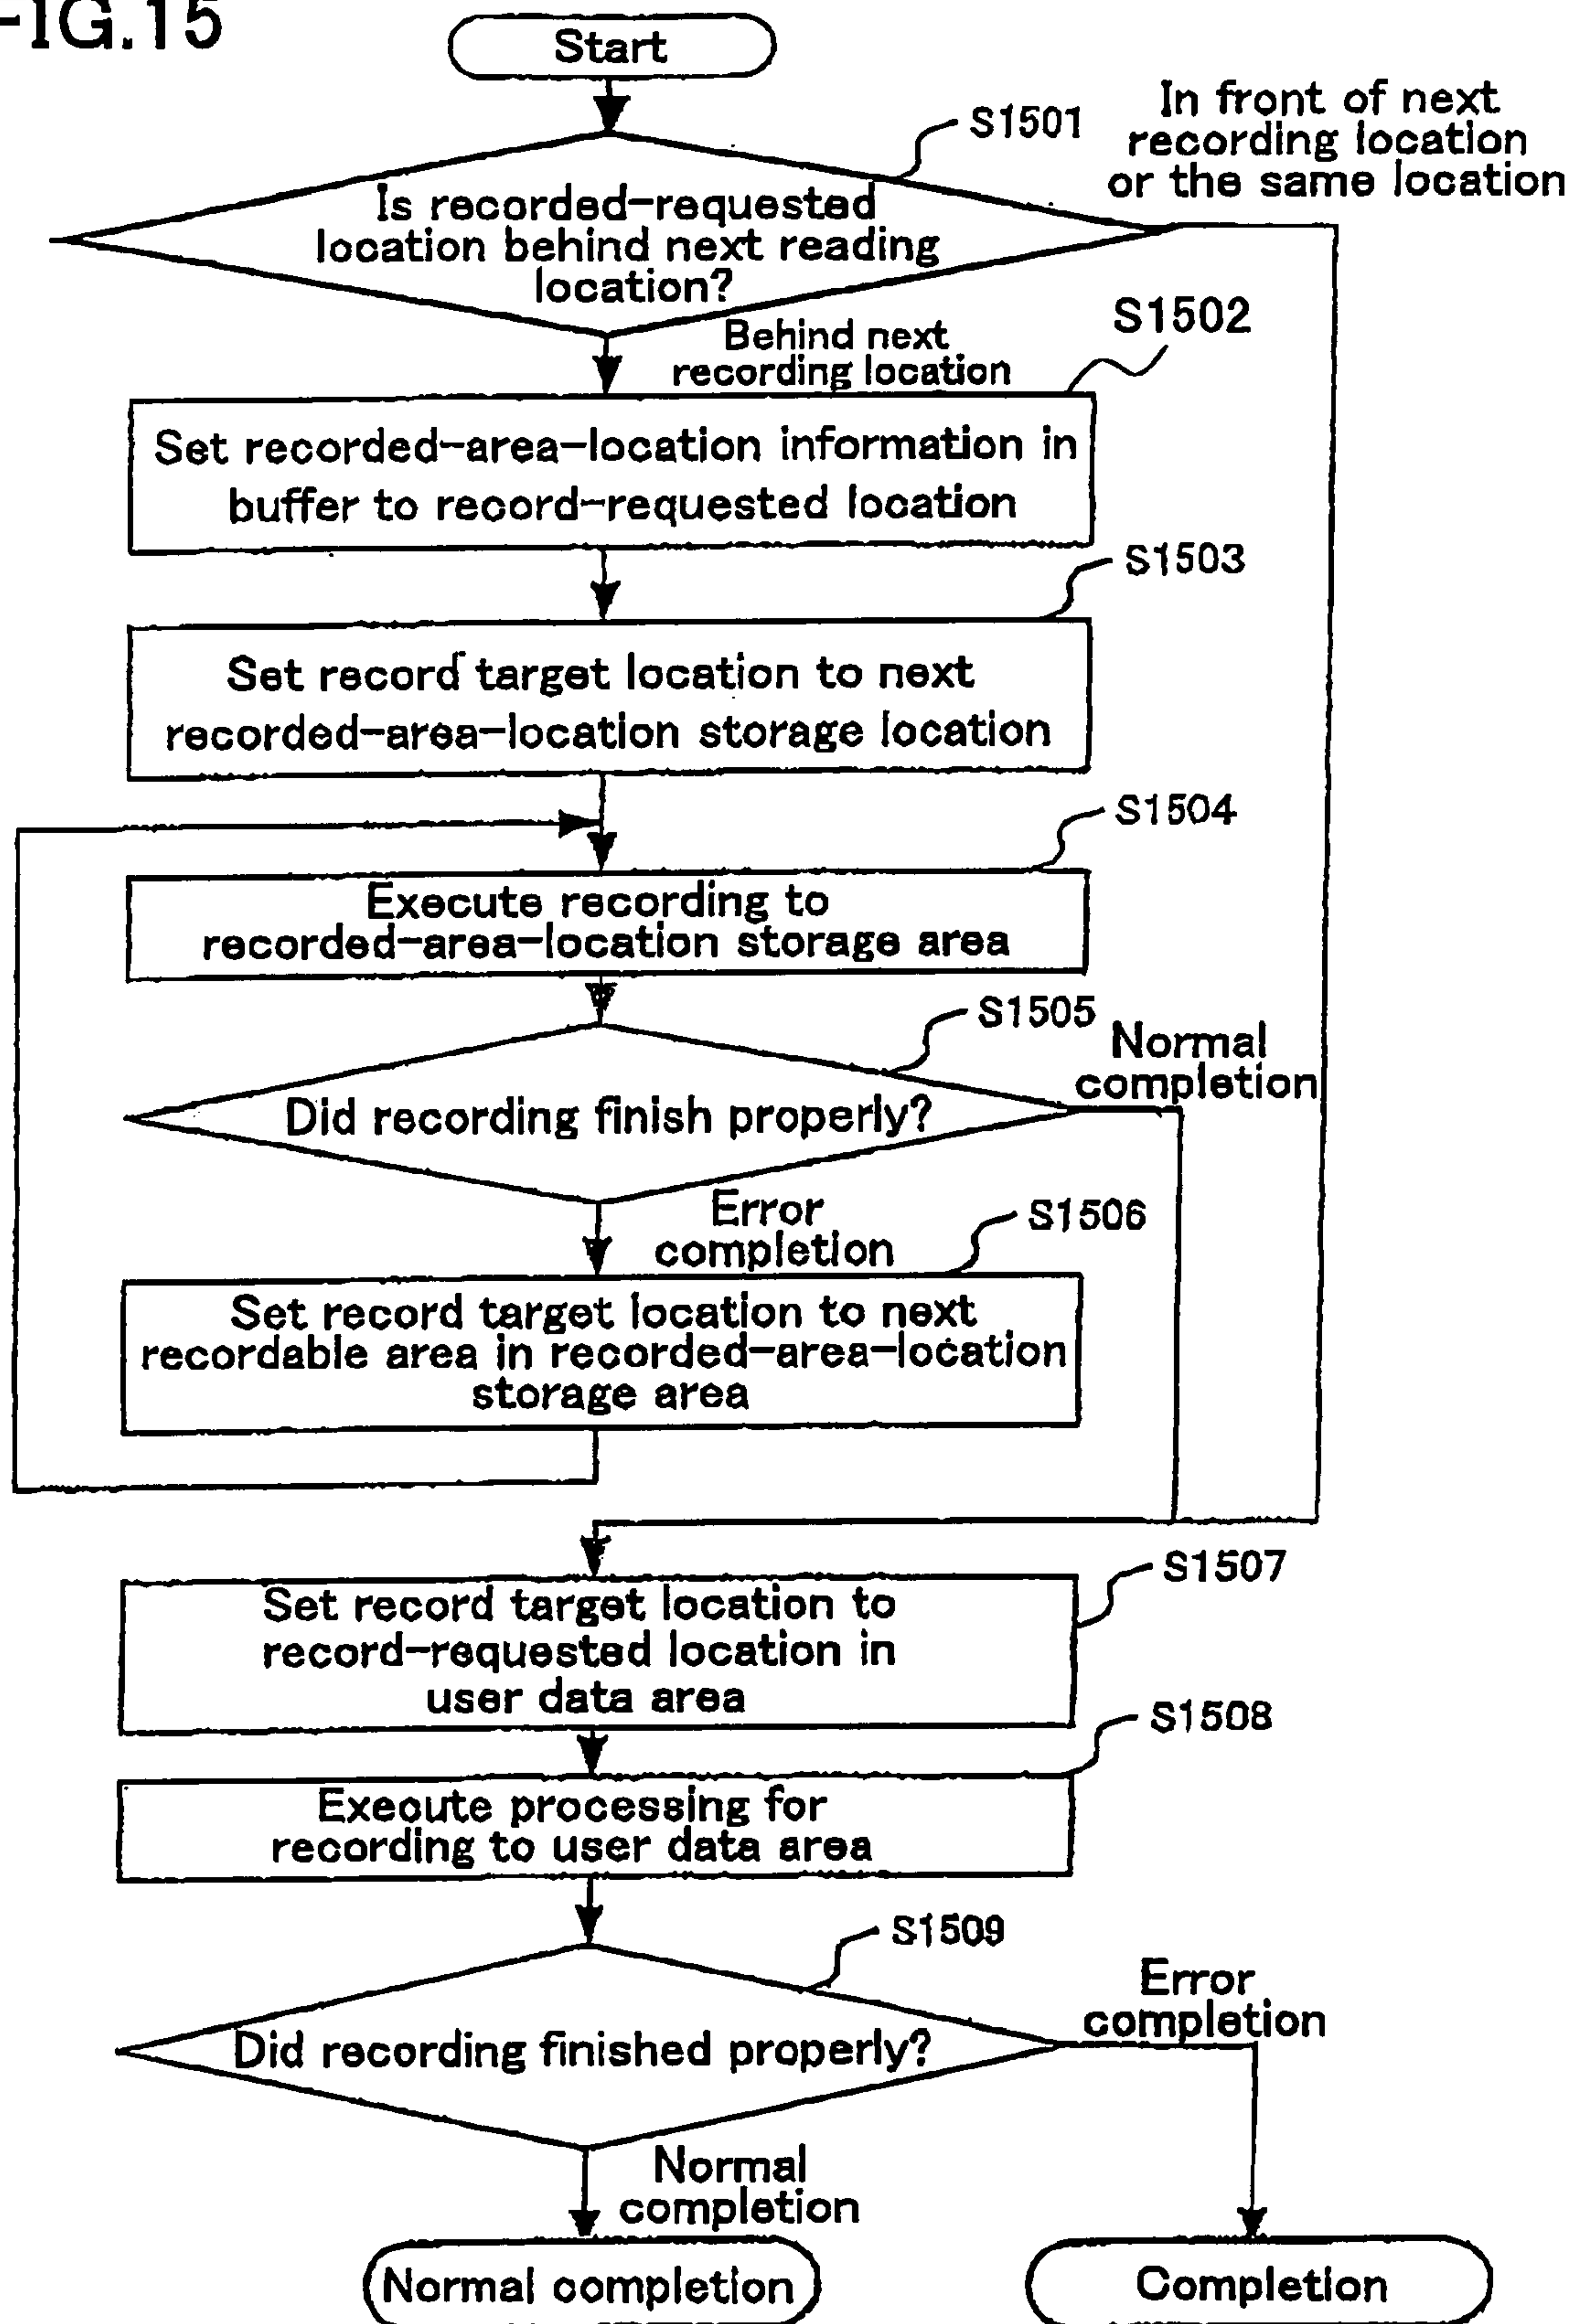 FIG.15
Start
S1501
In front of next
recording location
or the same location
Is recorded-requested
location behind next reading
location?
Behind next
recording location
S1502
Set recorded-area-location information in
buffer to record-requested location
S1503
Set record target location to next
recorded-area-location storage location
S1504
Execute recording to
recorded-area-location storage area
S1505
Normal
completion
Did recording finish properly?
Error
completion
S1506
Set record target location to next
recordable area in recorded-area-location
storage area
S1507
Set record target location to
record-requested location in
user data area
S1508
Execute processing for
recording to user data area
S1509
Error
completion
Did recording finished properly?
Normal
completion
Normal completion
Completion